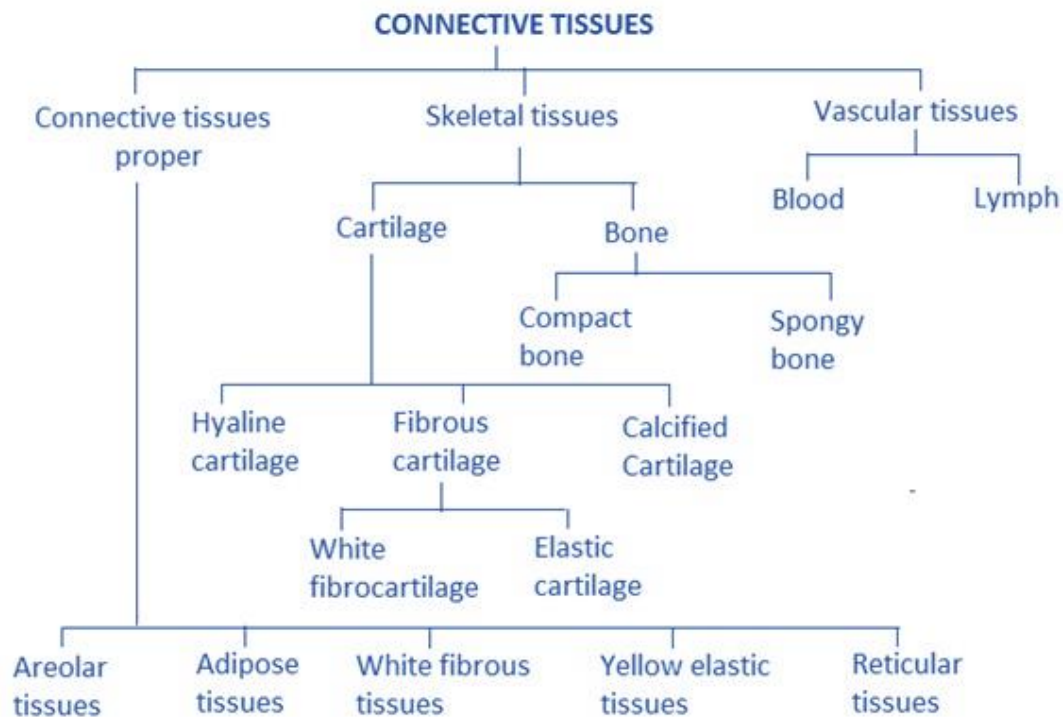 CONNECTIVE TISSUES
Connective tissues
proper
Skeletal tissues
Vascular tissues
Blood
Lymph
Cartilage
Bone
Compact
bone
Spongy
bone
Hyaline
cartilage
Fibrous
cartilage
Calcified
Cartilage
White
fibrocartilage
Elastic
cartilage
Areolar
tissues
Adipose
tissues
White fibrous
tissues
Yellow elastic
tissues
Reticular
tissues